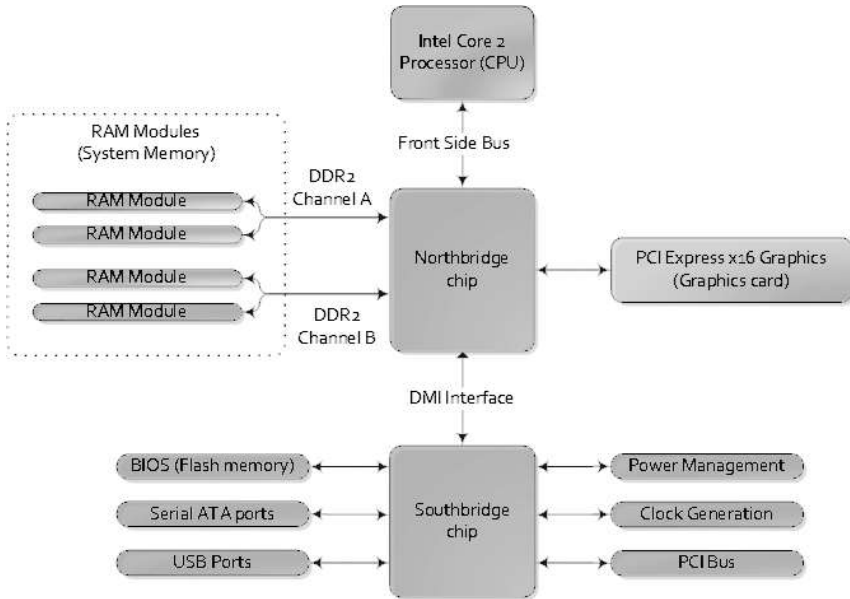 Intel Core 2
Processor (CPU)
Front Side Bus
RAM Modules
(System Memory)
RAM Module
RAM Module
RAM Module
RAM Module
DDR2
Channel A
DDR2
Channel B
Northbridge
chip
PCI Express x16 Graphics
(Graphics card)
DMI Interface
BIOS (Flash memory)
Serial ATA ports
USB Ports
Southbridge
chip
Power Management
Clock Generation
PCI Bus